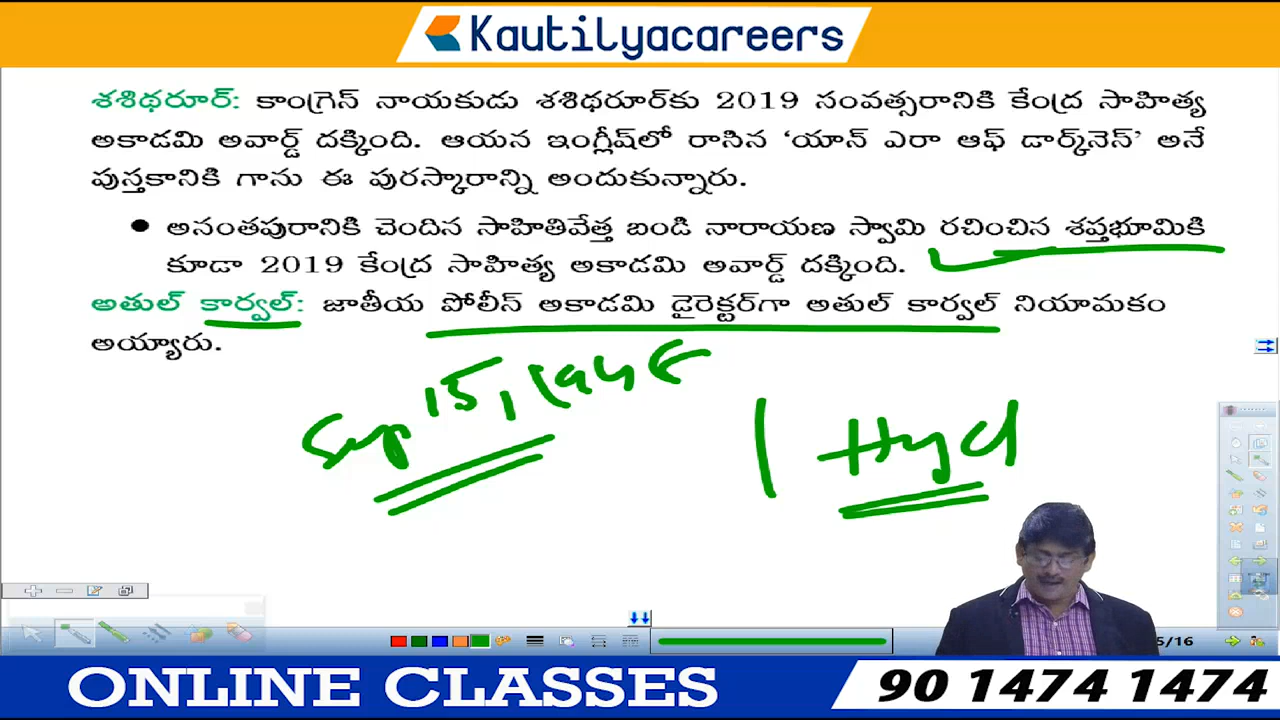 Kautilyacareers
శశిథరూర్: కాంగ్రెస్ నాయకుడు శశిథరూర్‌కు 2019 సంవత్సరానికి కేంద్ర సాహిత్య
అకాడమి అవార్డ్ దక్కింది. ఆయన ఇంగ్లీష్‌లో రాసిన ‘యాన్ ఎరా ఆఫ్ డార్క్‌నెస్’ అనే
పుస్తకానికి గాను ఈ పురస్కారాన్ని అందుకున్నారు.
● అనంతపురానికి చెందిన సాహితివేత్త బండి నారాయణ స్వామి రచించిన శప్తభూమికి
కూడా 2019 కేంద్ర సాహిత్య అకాడమి అవార్డ్ దక్కింది.
అతుల్ కార్వల్: జాతీయ పోలీస్ అకాడమి డైరెక్టర్‌గా అతుల్ కార్వల్ నియామకం
అయ్యారు.
Sep 15, 1948 | Hyd
5/16
ONLINE CLASSES 90 1474 1474